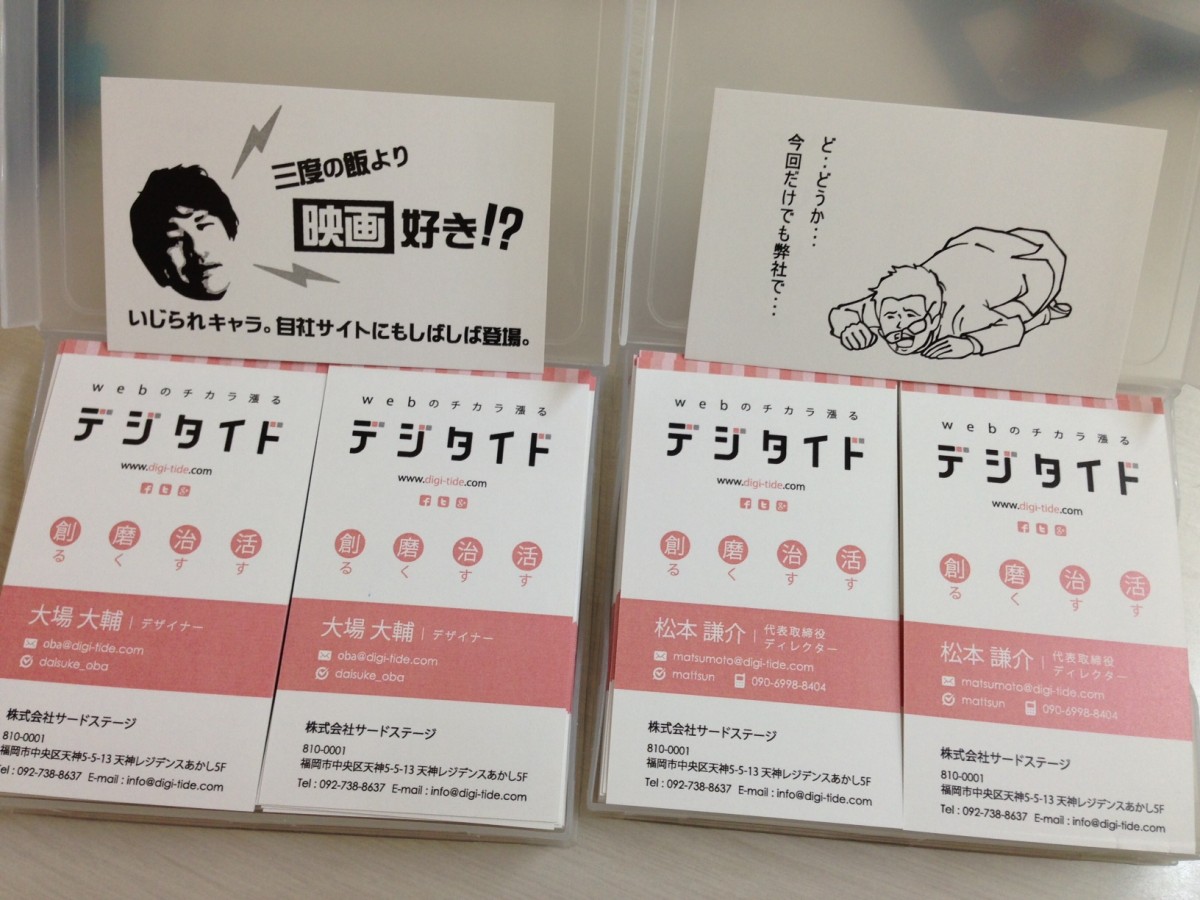 三度の飯より
映画 好き!?
いじられキャラ。自社サイトにもしばしば登場。
ど‥どうか‥‥
今回だけでも弊社で‥‥
webのチカラ漲る
デジタイド
www.digi-tide.com
創る 磨く 治す 活す
大場 大輔 | デザイナー
oba@digi-tide.com
daisuke_oba
株式会社サードステージ
810-0001
福岡市中央区天神5-5-13 天神レジデンスあかし5F
Tel : 092-738-8637 E-mail : info@digi-tide.com
webのチカラ漲る
デジタイド
www.digi-tide.com
創る 磨く 治す 活す
大場 大輔 | デザイナー
oba@digi-tide.com
daisuke_oba
株式会社サードステージ
810-0001
福岡市中央区天神5-5-13 天神レジデンスあかし5F
Tel : 092-738-8637 E-mail : info@digi-tide.com
webのチカラ漲る
デジタイド
www.digi-tide.com
創る 磨く 治す 活す
松本 謙介 | 代表取締役
ディレクター
matsumoto@digi-tide.com
mattsun 090-6998-8404
株式会社サードステージ
810-0001
福岡市中央区天神5-5-13 天神レジデンスあかし5F
Tel : 092-738-8637 E-mail : info@digi-tide.com
webのチカラ漲る
デジタイド
www.digi-tide.com
創る 磨く 治す 活す
松本 謙介 | 代表取締役
ディレクター
matsumoto@digi-tide.com
mattsun 090-6998-8404
株式会社サードステージ
810-0001
福岡市中央区天神5-5-13 天神レジデンスあかし5F
Tel : 092-738-8637 E-mail : info@digi-tide.com